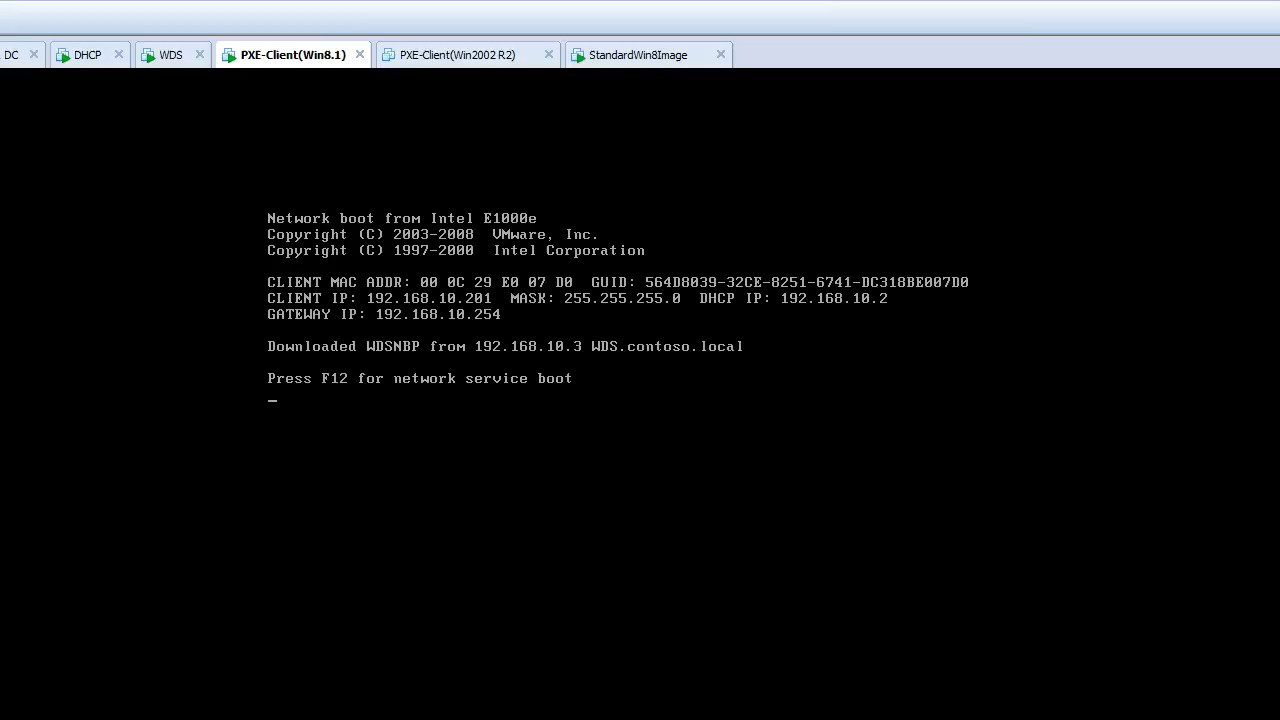 DC DHCP WDS PXE-Client(Win8.1) PXE-Client(Win2002 R2) StandardWin8Image
Network boot from Intel E1000e
Copyright (C) 2003-2008 VMware, Inc.
Copyright (C) 1997-2000 Intel Corporation
CLIENT MAC ADDR: 00 0C 29 E0 07 D0 GUID: 564D8039-32CE-8251-6741-DC318BE007D0
CLIENT IP: 192.168.10.201 MASK: 255.255.255.0 DHCP IP: 192.168.10.2
GATEWAY IP: 192.168.10.254
Downloaded WDSNBP from 192.168.10.3 WDS.contoso.local
Press F12 for network service boot